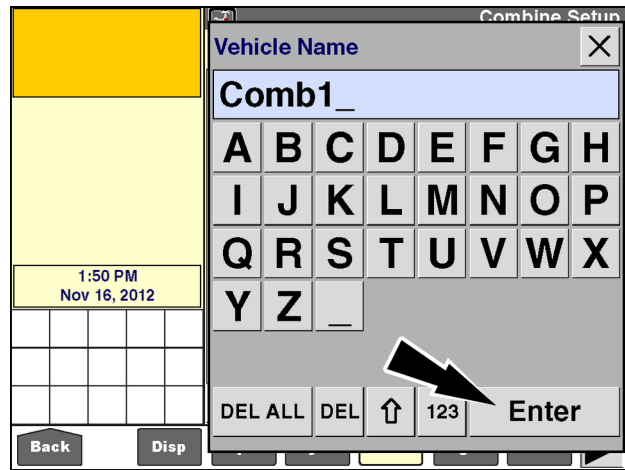 Combine Setup
Vehicle Name X
Comb1_
A B C D E F G H
I J K L M N O P
Q R S T U V W X
Y Z _
1:50 PM
Nov 16, 2012
DEL ALL DEL ⇧ 123 Enter
Back Disp